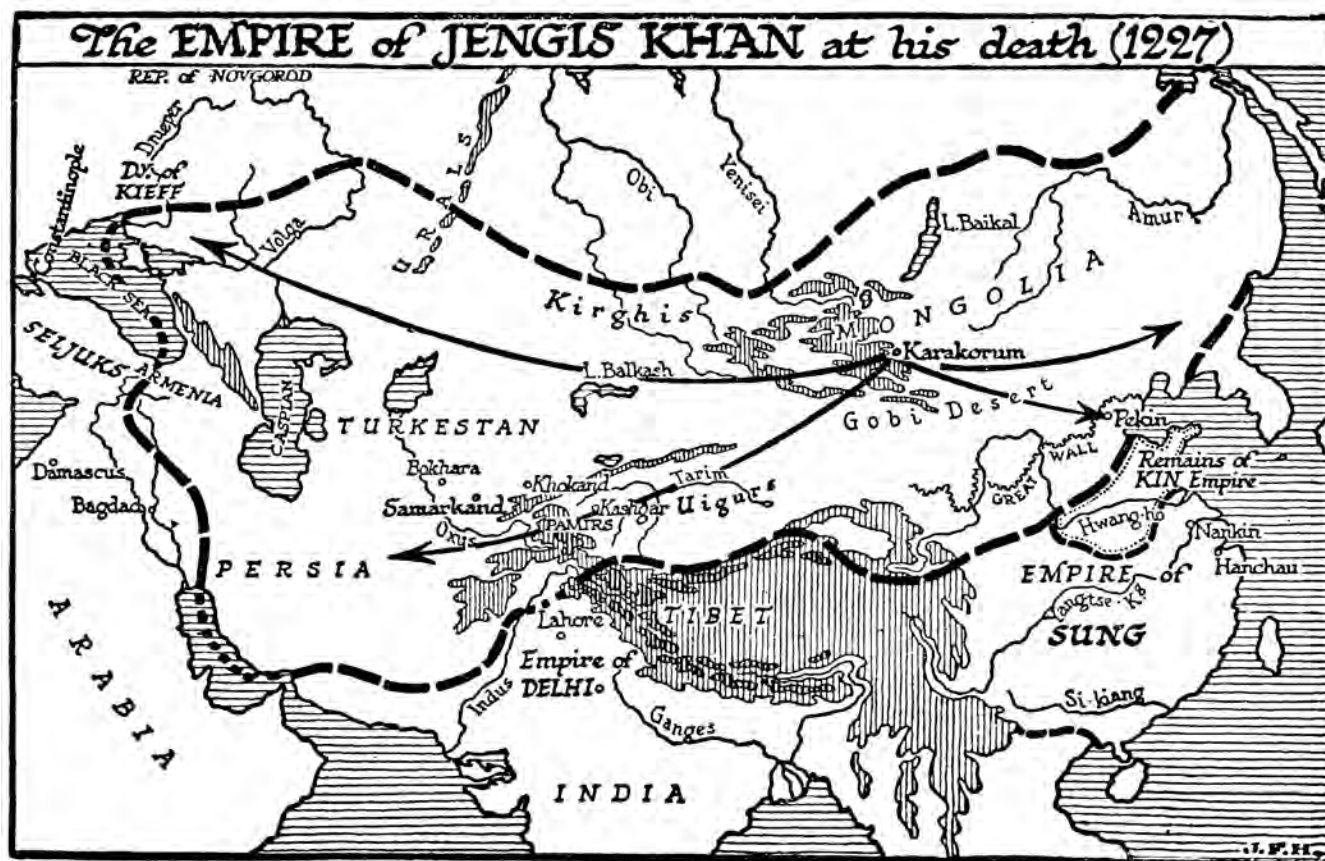 The EMPIRE of JENGIS KHAN at his death (1227)
REP. of NOVGOROD
Dnieper
Dy. of
KIEFF
Constantinople
BLACK SEA
Volga
URALS
Obi
Yenisei
L. Baikal
Amur
MONGOLIA
Kirghis
Karakorum
L. Balkash
Gobi Desert
SELJUKS
ARMENIA
CASPIAN
TURKESTAN
Pekin
GREAT WALL
Remains of
KIN Empire
Damascus
Bagdad
Bokhara
Khokand
Samarkand
Kashgar
Tarim
Uigurs
PAMIRS
Oxus
Hwang-ho
Nankin
Hanchau
PERSIA
ARABIA
TIBET
EMPIRE of
SUNG
Yangtse-Kg
Lahore
Empire of
DELHI
Indus
Ganges
Si-kiang
INDIA
J.F.H.